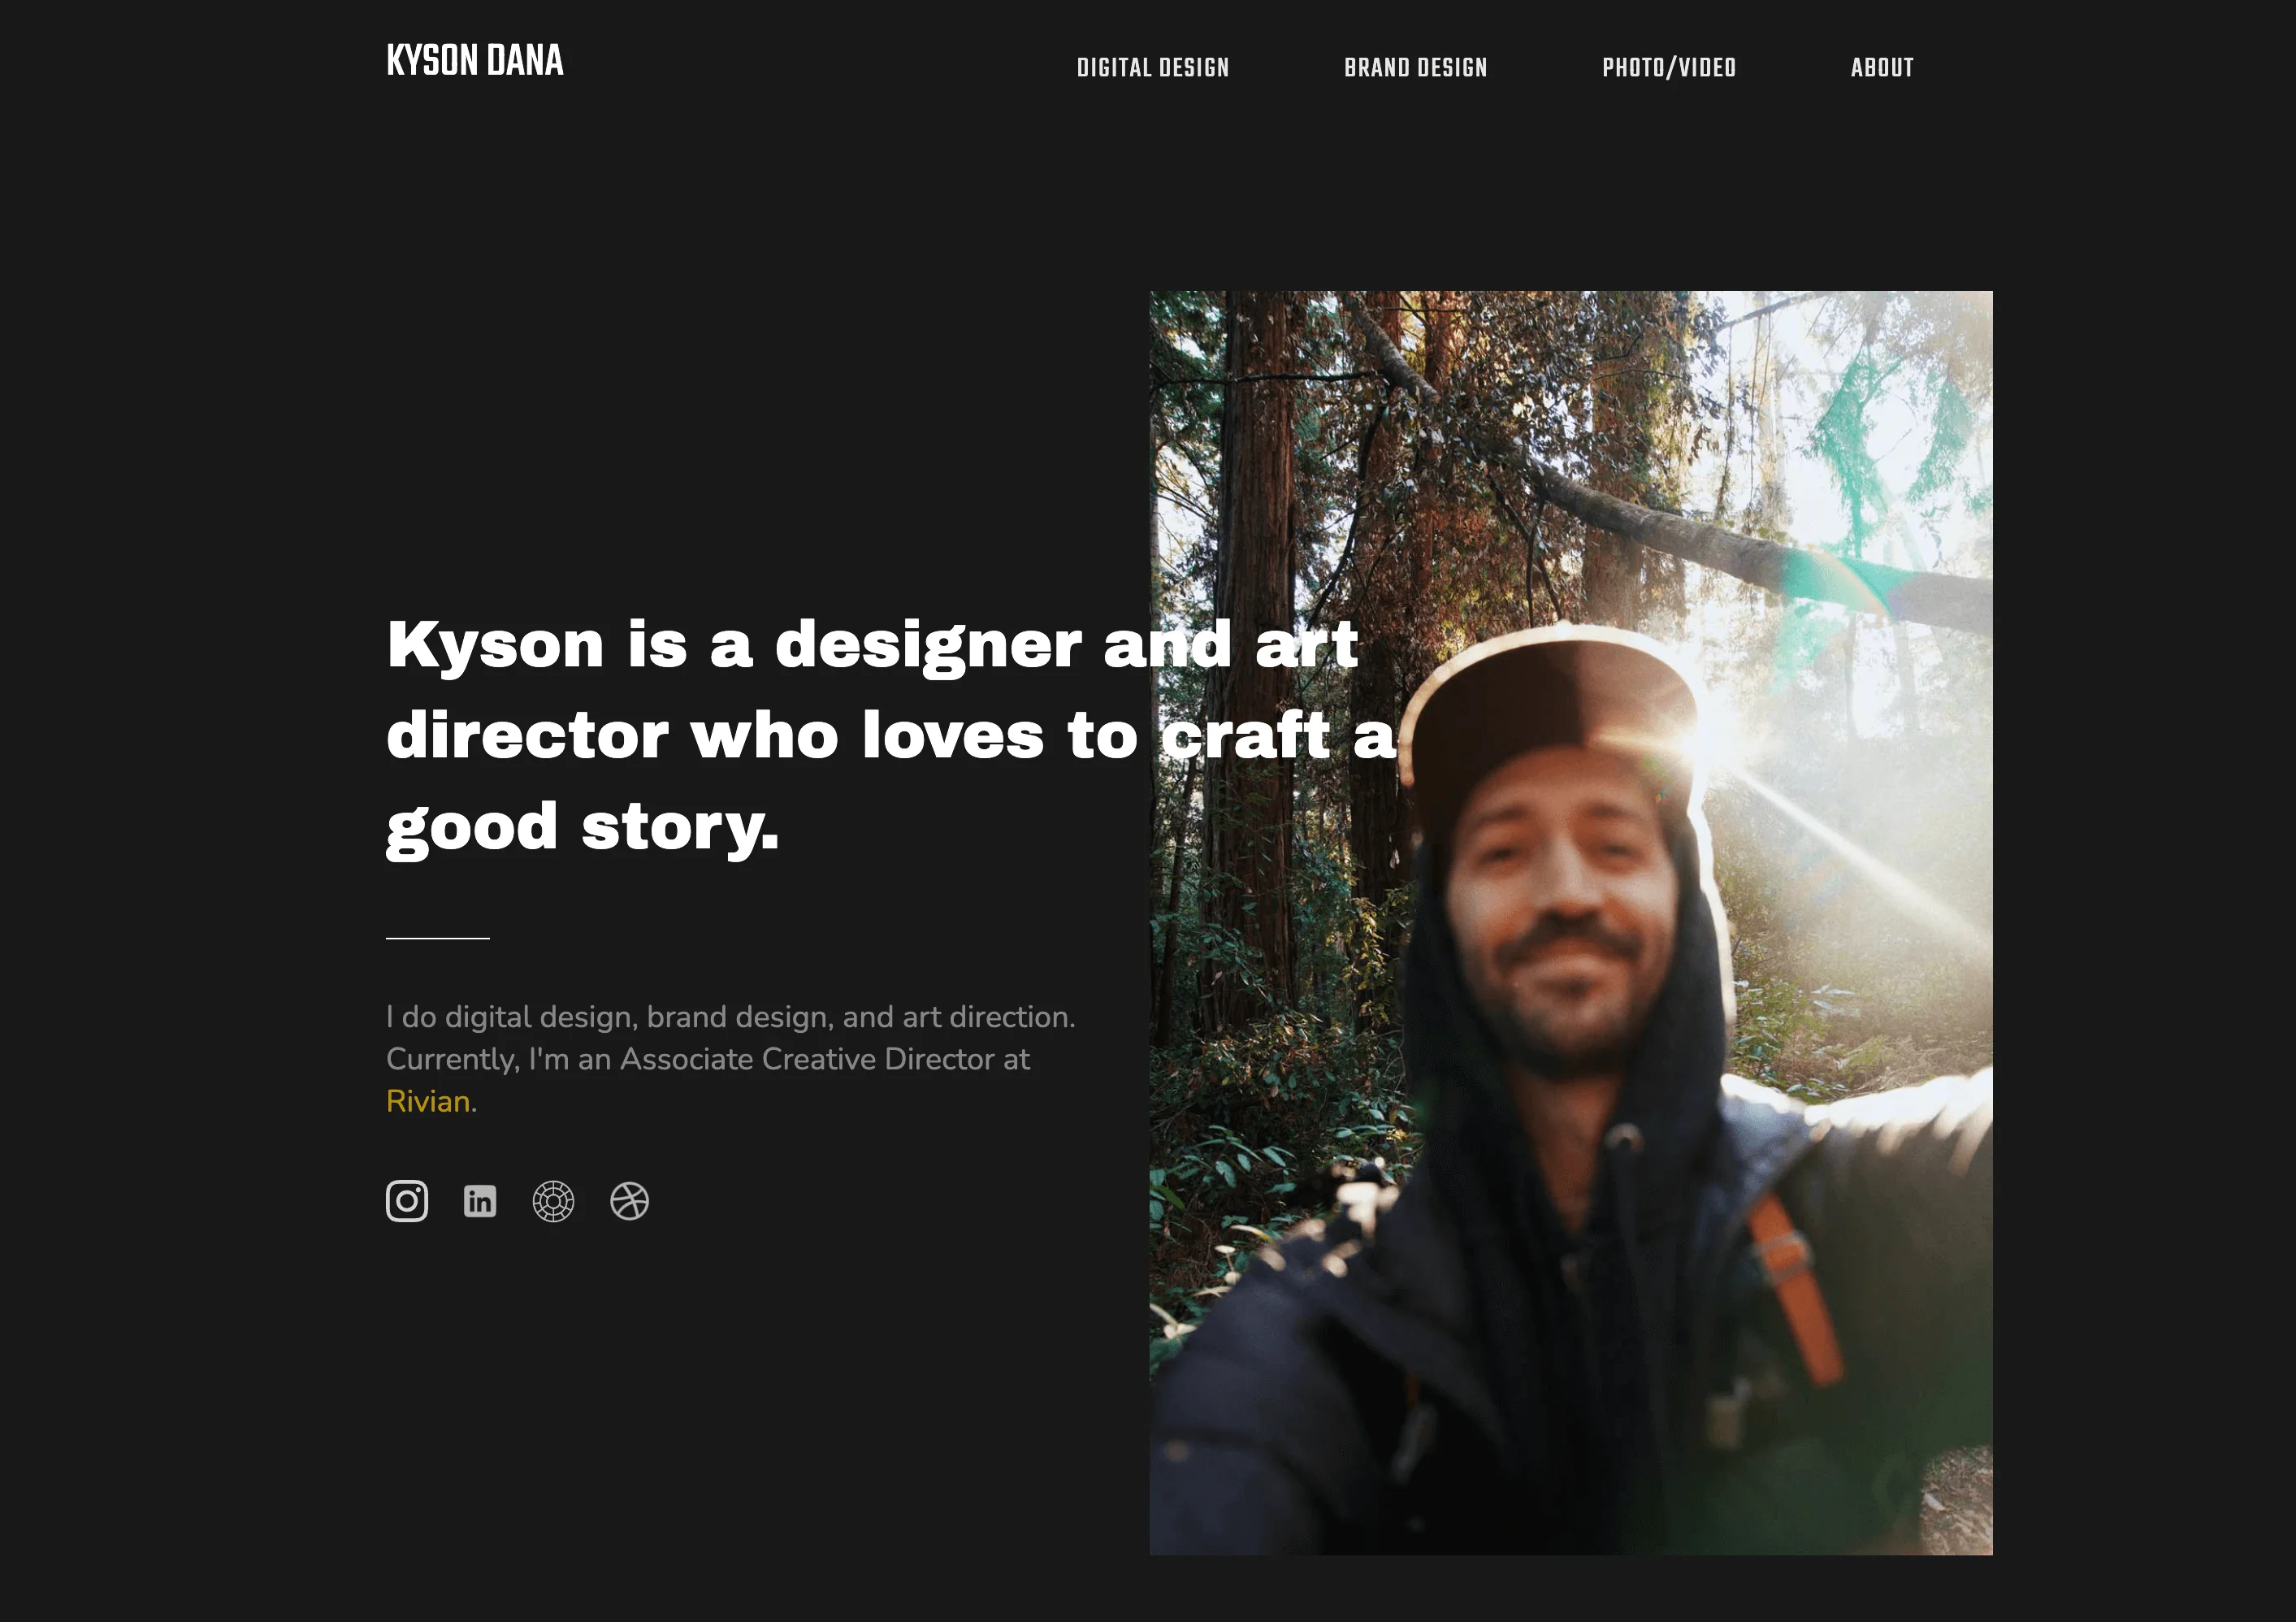 KYSON DANA
DIGITAL DESIGN
BRAND DESIGN
PHOTO/VIDEO
ABOUT
Kyson is a designer and art
director who loves to craft a
good story.
I do digital design, brand design, and art direction.
Currently, I'm an Associate Creative Director at
Rivian.
in